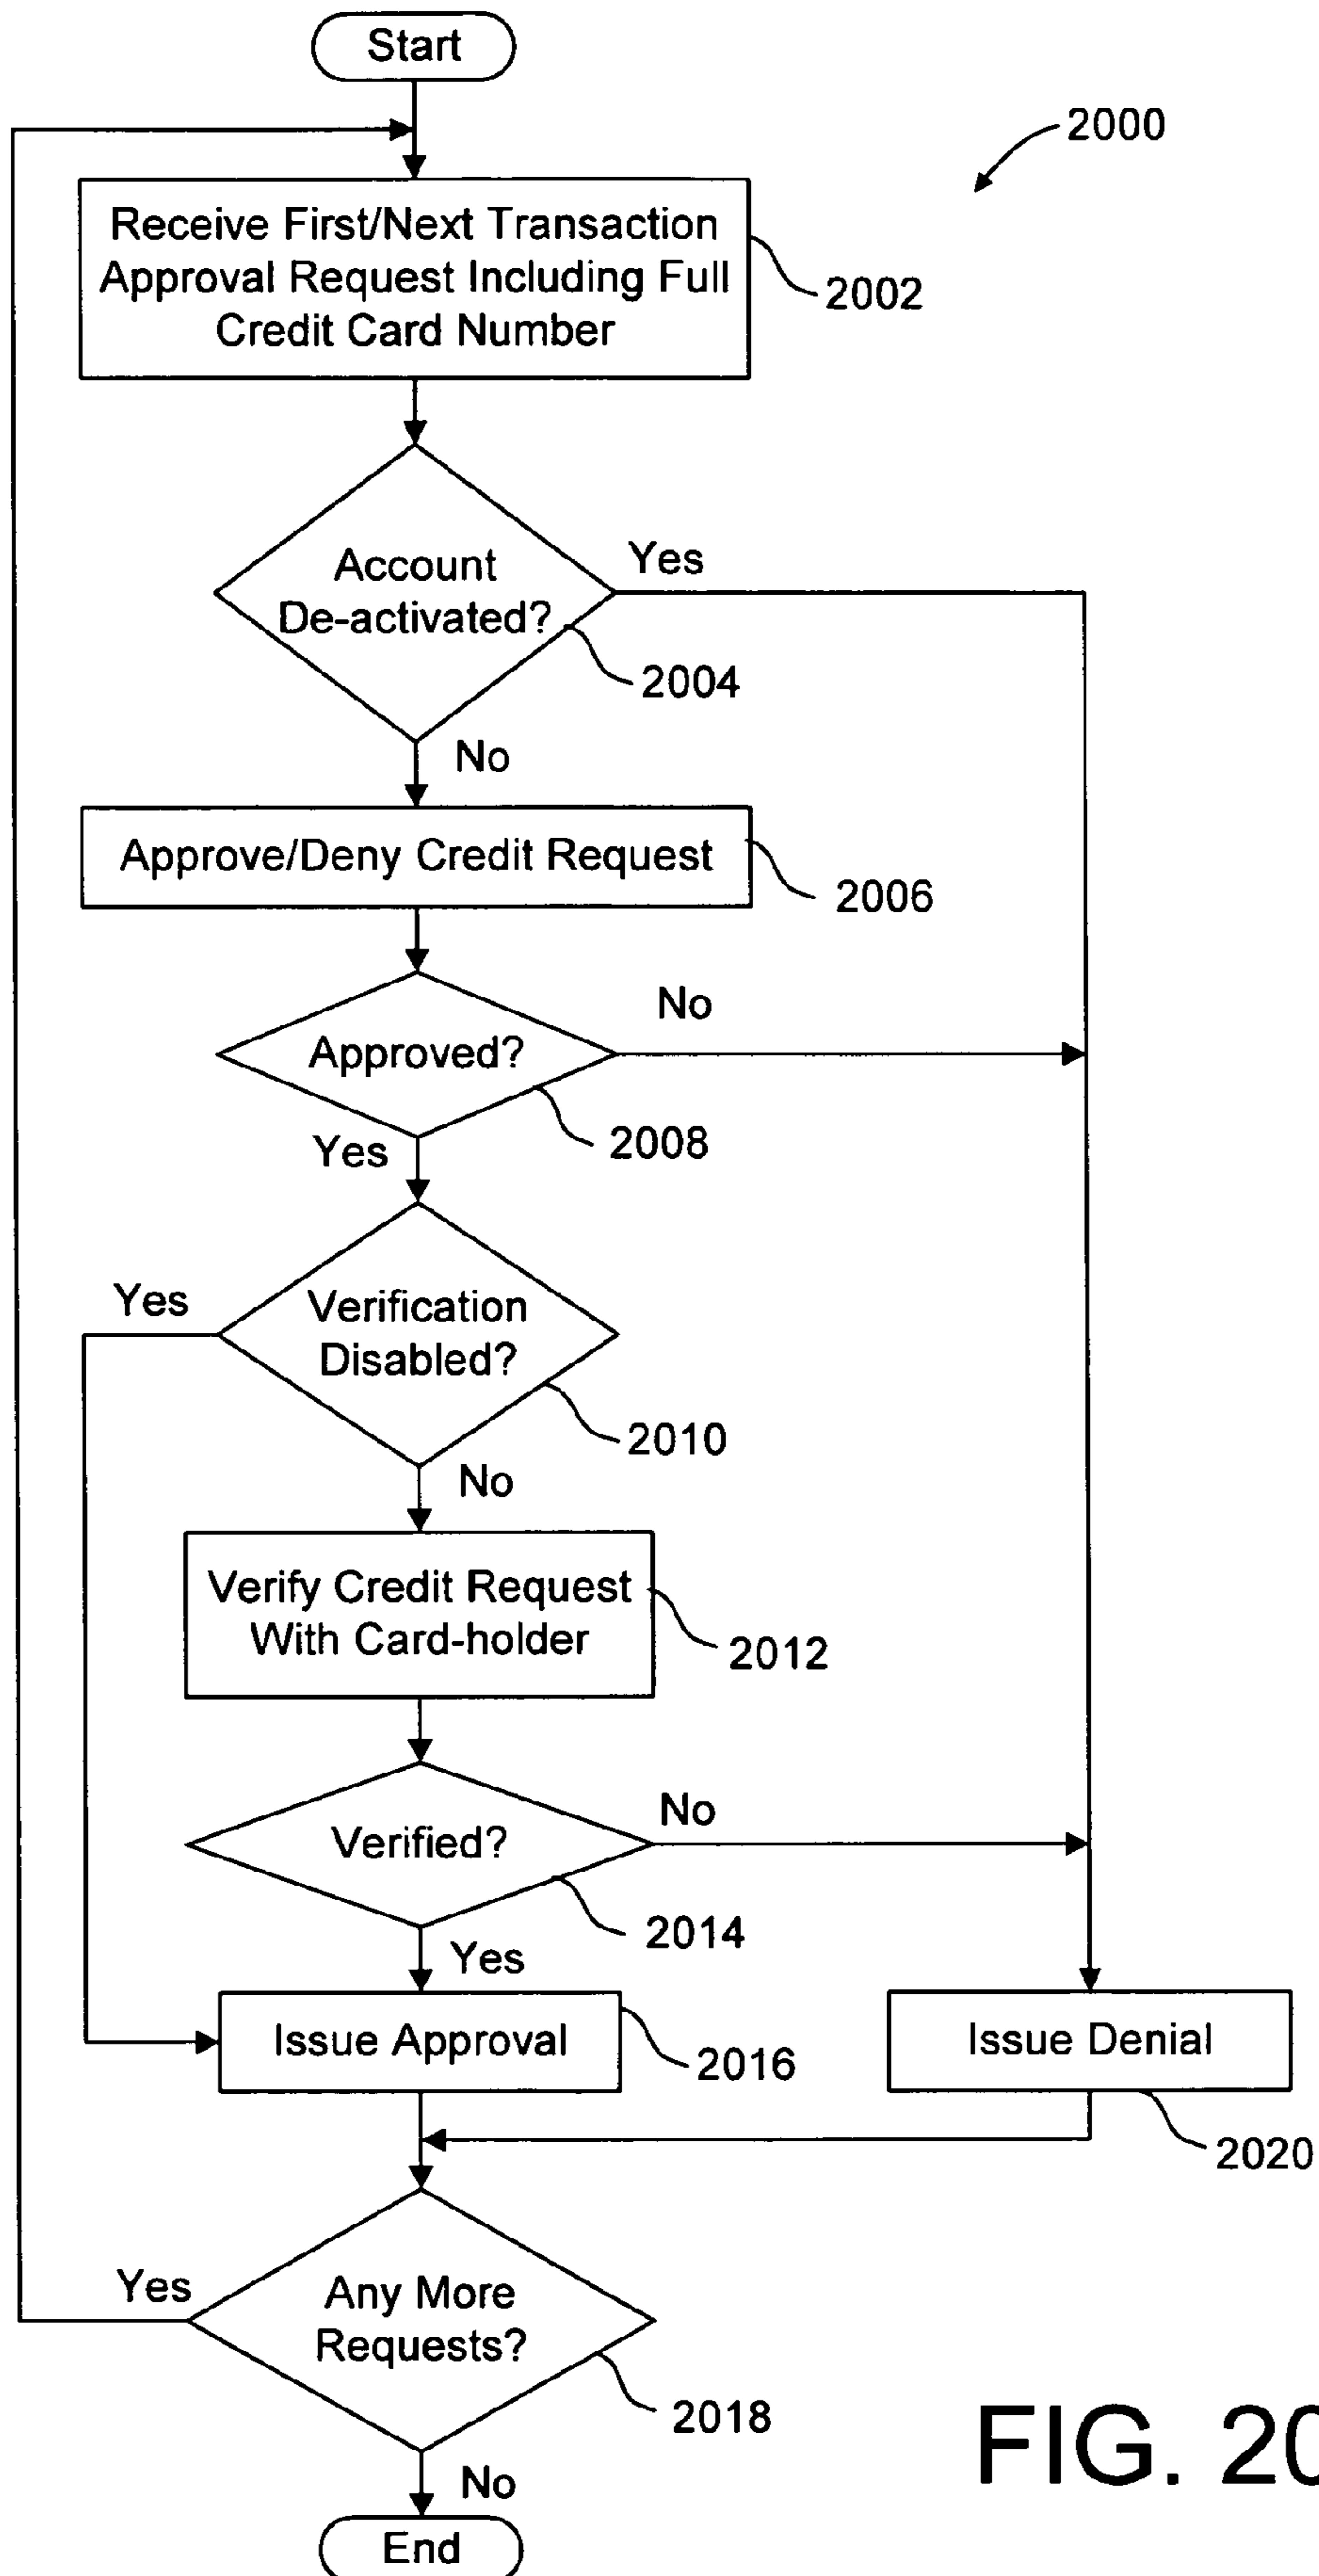 Start
2000
Receive First/Next Transaction
Approval Request Including Full
Credit Card Number
2002
Account
De-activated?
Yes
2004
No
Approve/Deny Credit Request
2006
Approved?
No
2008
Yes
Verification
Disabled?
Yes
2010
No
Verify Credit Request
With Card-holder
2012
Verified?
No
2014
Yes
Issue Approval
2016
Issue Denial
2020
Any More
Requests?
Yes
2018
No
End
FIG. 20